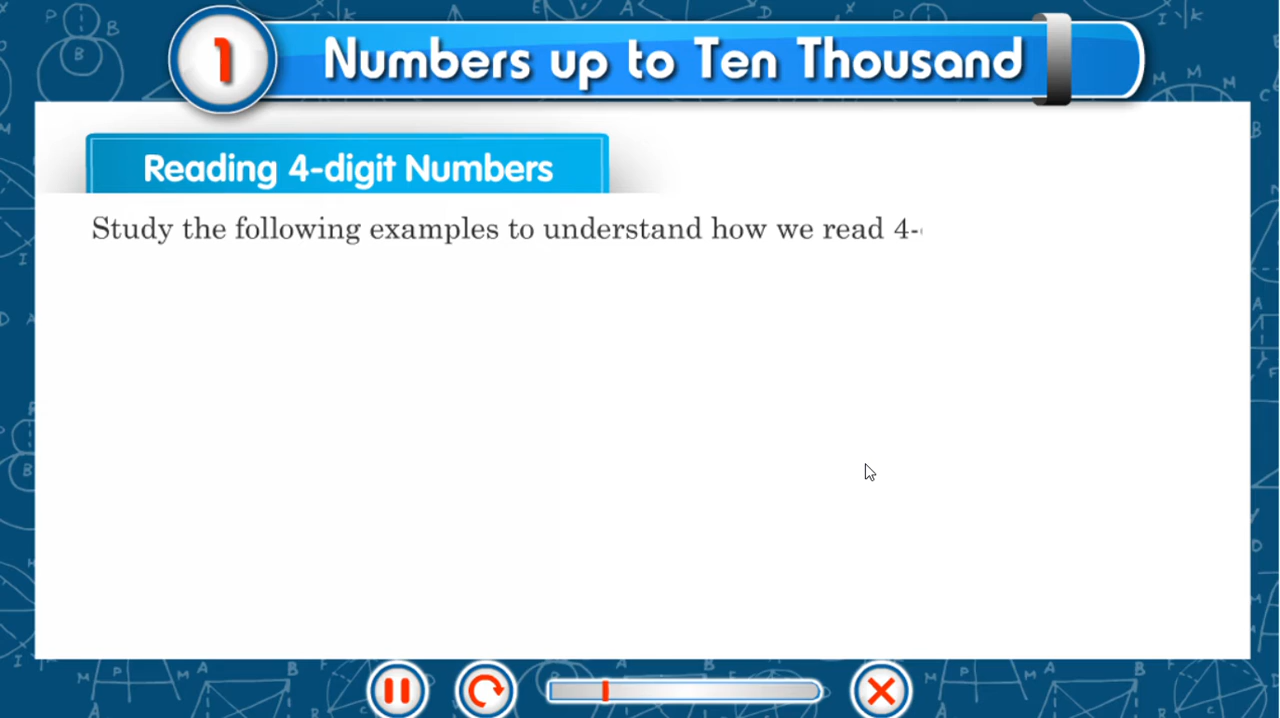 1
Numbers up to Ten Thousand
Reading 4-digit Numbers
Study the following examples to understand how we read 4-